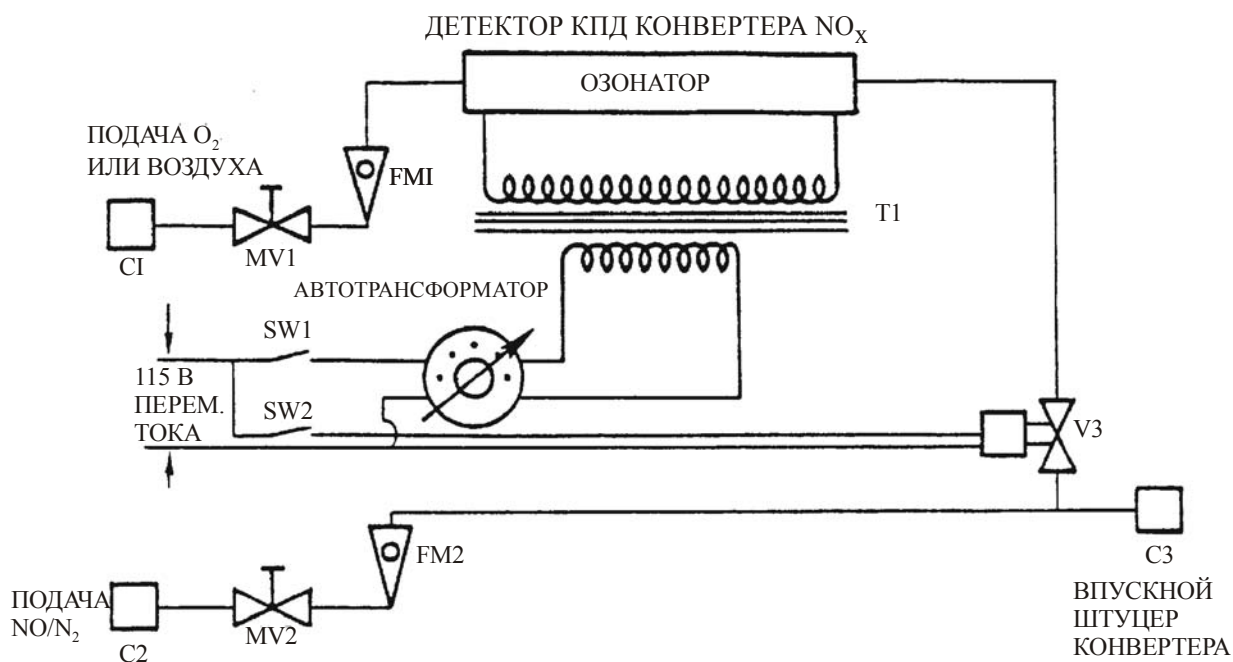 ДЕТЕКТОР КПД КОНВЕРТЕРА NOX
ОЗОНАТОР
ПОДАЧА O2
ИЛИ ВОЗДУХА
FMI
CI
MV1
T1
АВТОТРАНСФОРМАТОР
SW1
115 В
ПЕРЕМ.
ТОКА
SW2
V3
FM2
C3
ПОДАЧА
NO/N2
C2
MV2
ВПУСКНОЙ
ШТУЦЕР
КОНВЕРТЕРА